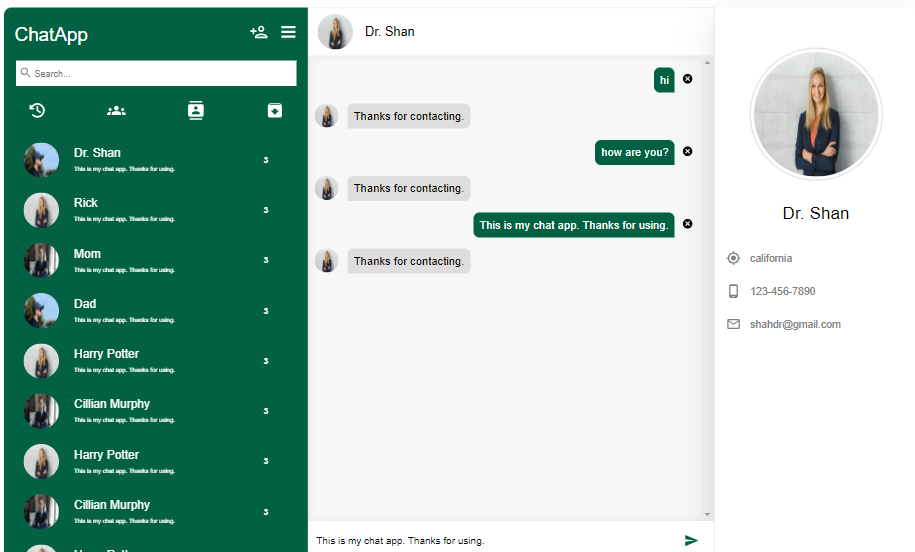 ChatApp
Search...
Dr. Shan
This is my chat app. Thanks for using.
3
Rick
This is my chat app. Thanks for using.
3
Mom
This is my chat app. Thanks for using.
3
Dad
This is my chat app. Thanks for using.
3
Harry Potter
This is my chat app. Thanks for using.
3
Cillian Murphy
This is my chat app. Thanks for using.
3
Harry Potter
This is my chat app. Thanks for using.
3
Cillian Murphy
This is my chat app. Thanks for using.
3
Dr. Shan
hi
Thanks for contacting.
how are you?
Thanks for contacting.
This is my chat app. Thanks for using.
Thanks for contacting.
This is my chat app. Thanks for using.
Dr. Shan
california
123-456-7890
shahdr@gmail.com